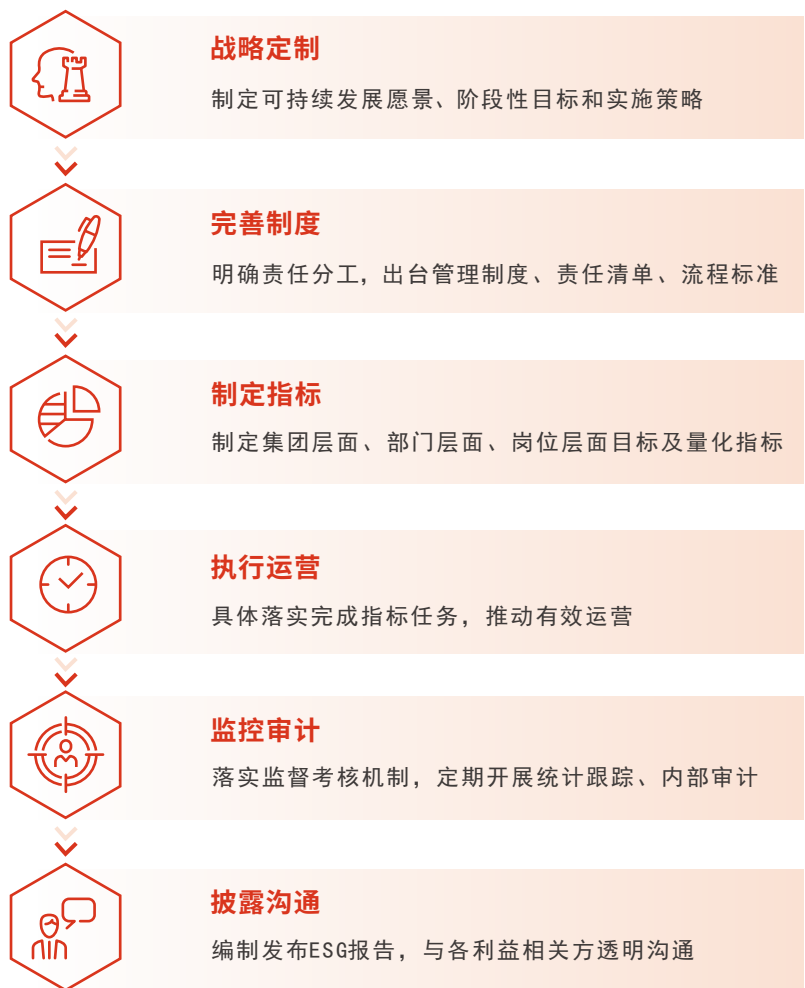 战略定制
制定可持续发展愿景、阶段性目标和实施策略
完善制度
明确责任分工，出台管理制度、责任清单、流程标准
制定指标
制定集团层面、部门层面、岗位层面目标及量化指标
执行运营
具体落实完成指标任务，推动有效运营
监控审计
落实监督考核机制，定期开展统计跟踪、内部审计
披露沟通
编制发布ESG报告，与各利益相关方透明沟通